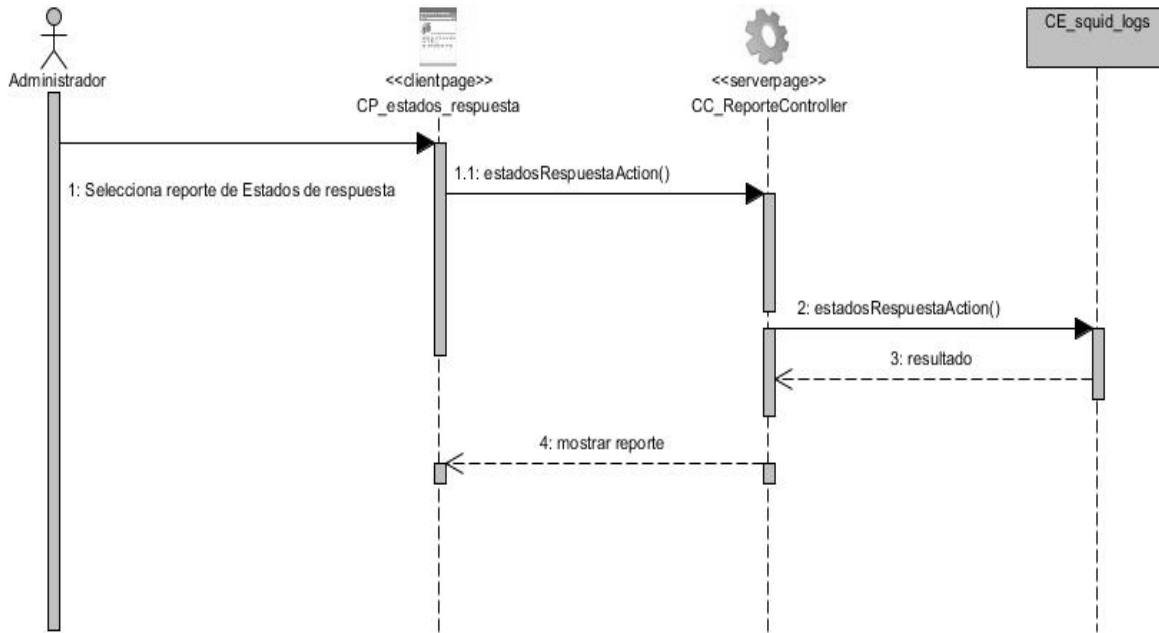 CE_squid_logs
Administrador
<<clientpage>>
CP_estados_respuesta
<<serverpage>>
CC_ReporteController
1: Selecciona reporte de Estados de respuesta
1.1: estadosRespuestaAction()
2: estadosRespuestaAction()
3: resultado
4: mostrar reporte